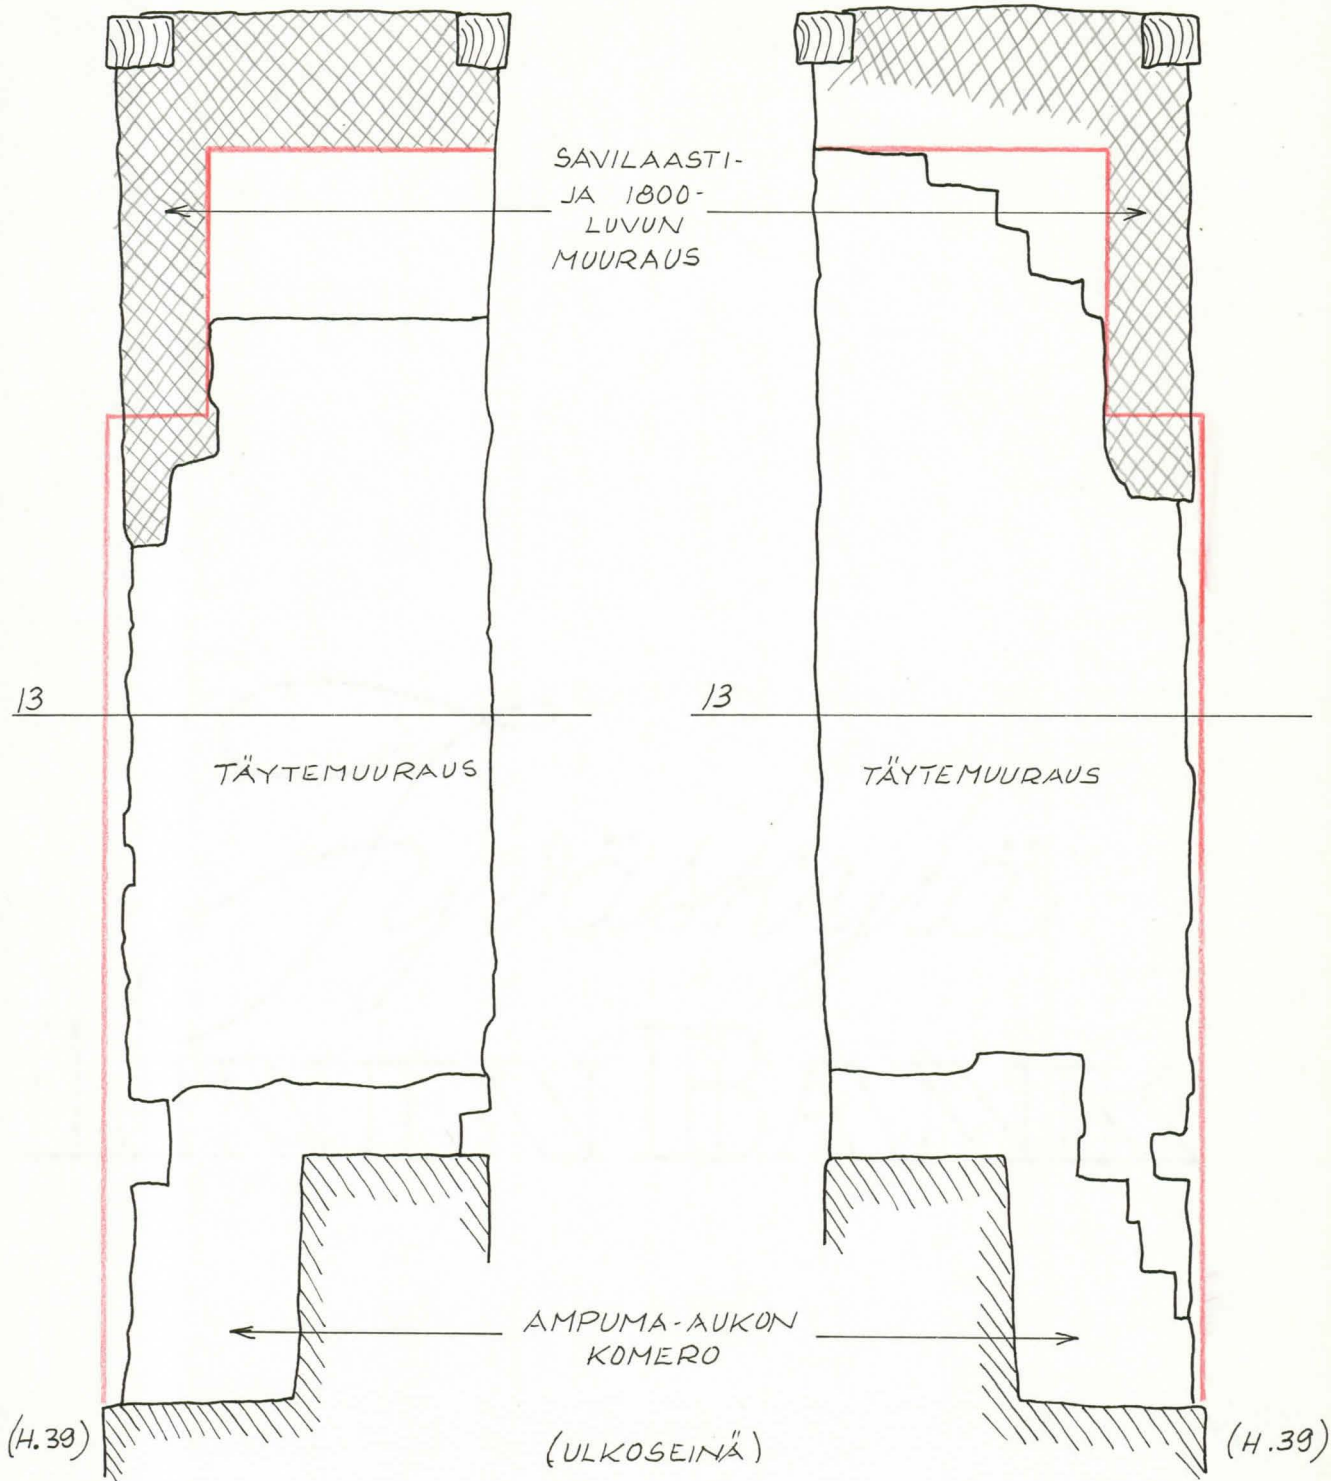 SAVILAASTI-
JA 1800-
LUVUN
MUURAUS
13
13
TÄYTEMUURAUS
TÄYTEMUURAUS
AMPUMA-AUKON
KOMERO
(H.39)
(ULKOSEINÄ)
(H.39)